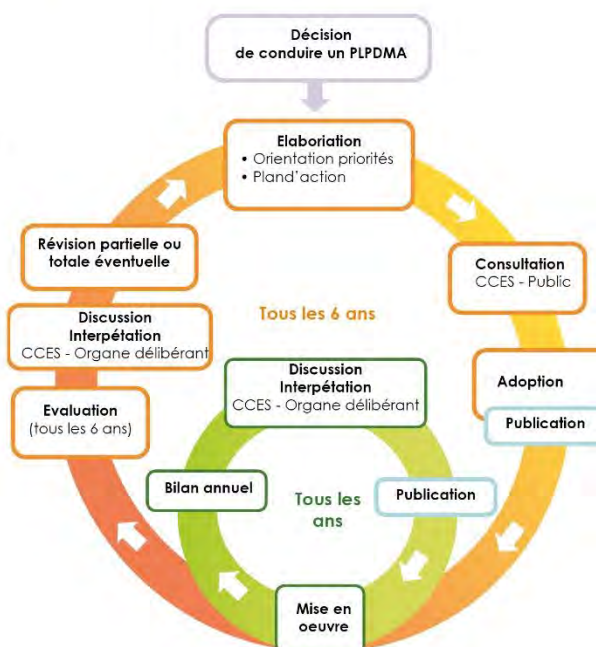 Décision
de conduire un PLPDMA
Elaboriation
• Orientation priorités
• Pland’action
Révision partielle ou
totale éventuelle
Consultation
CCES - Public
Discussion
Interpétation
CCES - Organe délibérant
Tous les 6 ans
Discussion
Interpétation
CCES - Organe délibérant
Adoption
Publication
Evaluation
(tous les 6 ans)
Bilan annuel
Tous les
ans
Publication
Mise en
oeuvre